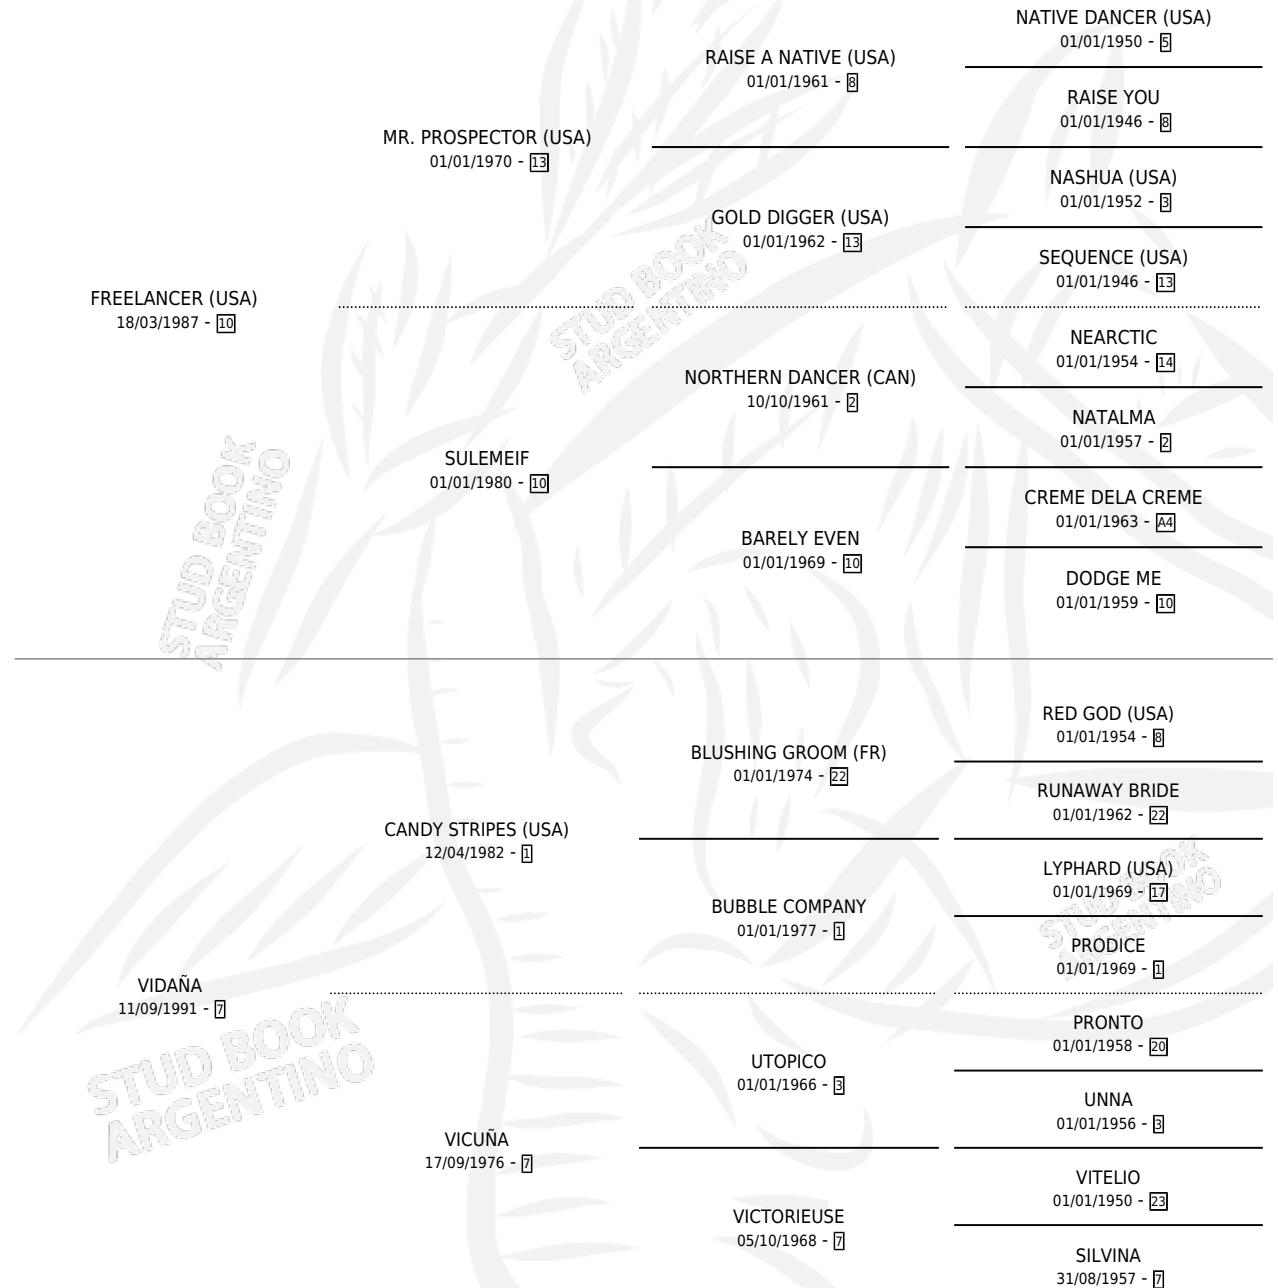 NATIVE DANCER (USA)
01/01/1950 - 5
RAISE A NATIVE (USA)
01/01/1961 - 8
RAISE YOU
01/01/1946 - 8
MR. PROSPECTOR (USA)
01/01/1970 - 13
NASHUA (USA)
01/01/1952 - 3
GOLD DIGGER (USA)
01/01/1962 - 13
SEQUENCE (USA)
01/01/1946 - 13
FREELANCER (USA)
18/03/1987 - 10
NEARCTIC
01/01/1954 - 14
NORTHERN DANCER (CAN)
10/10/1961 - 2
NATALMA
01/01/1957 - 2
SULEMEIF
01/01/1980 - 10
CREME DELA CREME
01/01/1963 - A4
BARELY EVEN
01/01/1969 - 10
DODGE ME
01/01/1959 - 10
RED GOD (USA)
01/01/1954 - 8
BLUSHING GROOM (FR)
01/01/1974 - 22
RUNAWAY BRIDE
01/01/1962 - 22
CANDY STRIPES (USA)
12/04/1982 - 1
LYPHARD (USA)
01/01/1969 - 17
BUBBLE COMPANY
01/01/1977 - 1
PRODICE
01/01/1969 - 1
VIDAÑA
11/09/1991 - 7
PRONTO
01/01/1958 - 20
UTOPICO
01/01/1966 - 3
UNNA
01/01/1956 - 3
VICUÑA
17/09/1976 - 7
VITELIO
01/01/1950 - 23
VICTORIEUSE
05/10/1968 - 7
SILVINA
31/08/1957 - 7
STUD BOOK
ARGENTINO
STUD BOOK
ARGENTINO
STUD BOOK
ARGENTINO
STUD BOOK
ARGENTINO